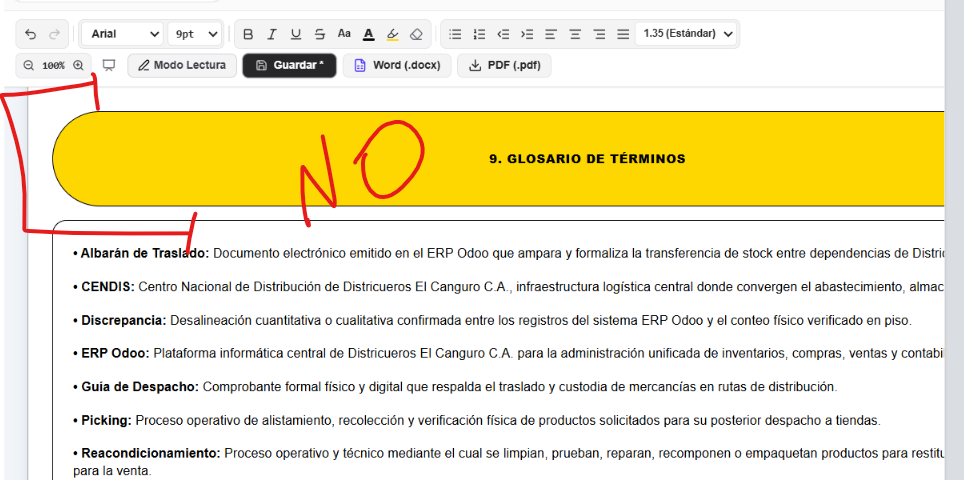 Arial 9pt B I U S Aa A 1.35 (Estándar)
100% Modo Lectura Guardar * Word (.docx) PDF (.pdf)
NO
9. GLOSARIO DE TÉRMINOS
• Albarán de Traslado: Documento electrónico emitido en el ERP Odoo que ampara y formaliza la transferencia de stock entre dependencias de Distric
• CENDIS: Centro Nacional de Distribución de Districueros El Canguro C.A., infraestructura logística central donde convergen el abastecimiento, almac
• Discrepancia: Desalineación cuantitativa o cualitativa confirmada entre los registros del sistema ERP Odoo y el conteo físico verificado en piso.
• ERP Odoo: Plataforma informática central de Districueros El Canguro C.A. para la administración unificada de inventarios, compras, ventas y contabi
• Guía de Despacho: Comprobante formal físico y digital que respalda el traslado y custodia de mercancías en rutas de distribución.
• Picking: Proceso operativo de alistamiento, recolección y verificación física de productos solicitados para su posterior despacho a tiendas.
• Reacondicionamiento: Proceso operativo y técnico mediante el cual se limpian, prueban, reparan, recomponen o empaquetan productos para restitu
para la venta.